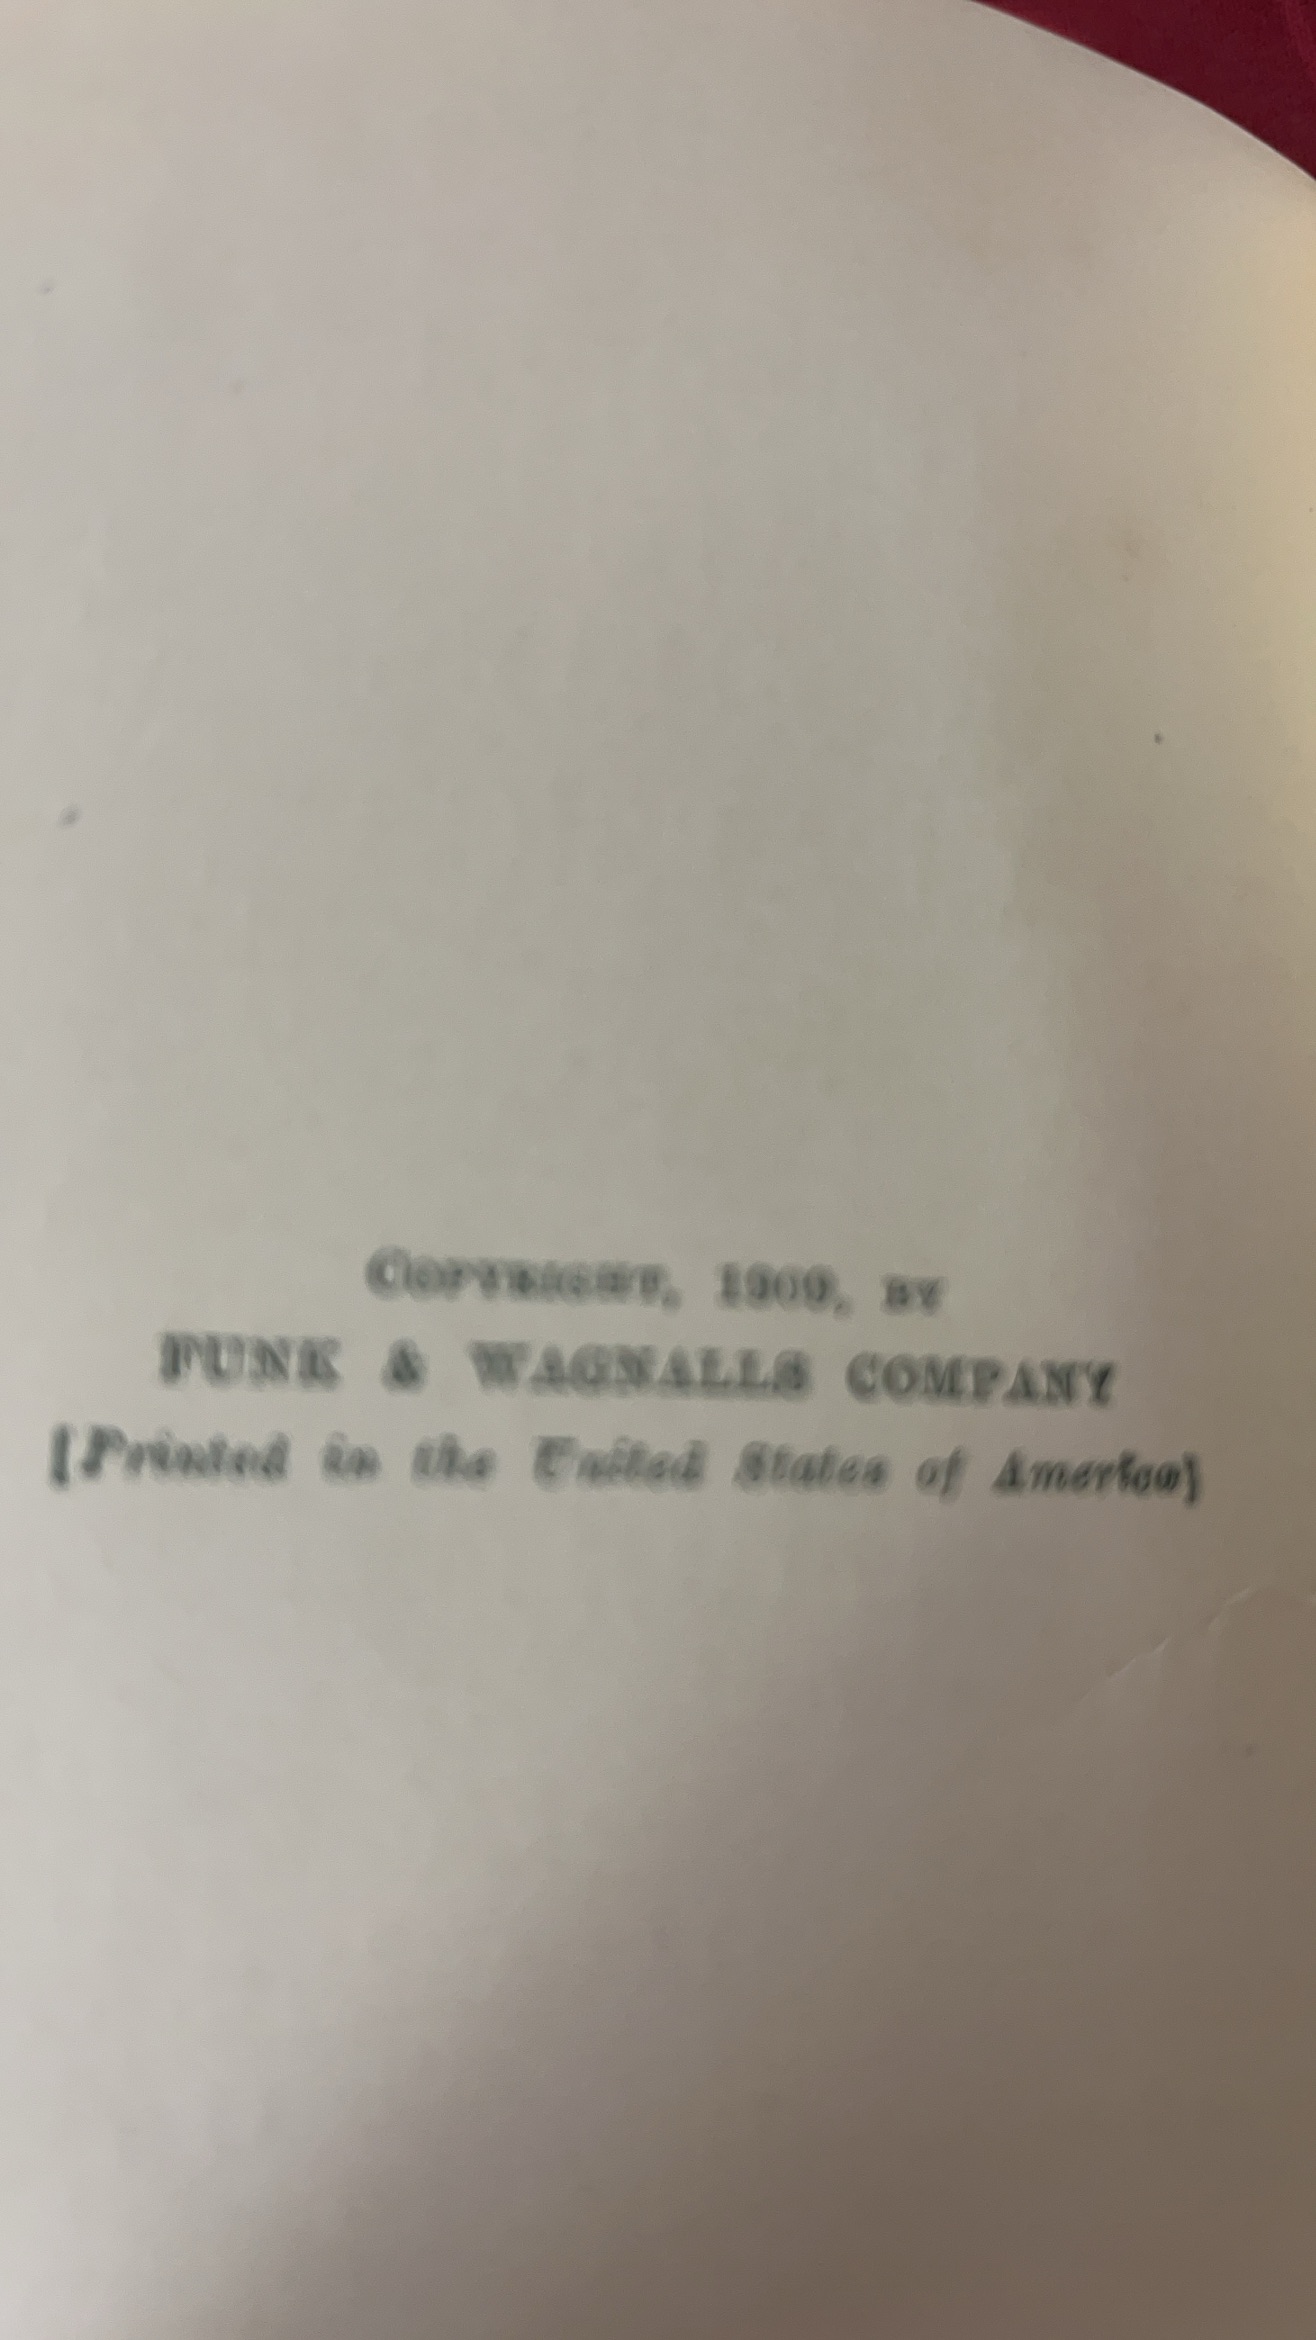 COPYRIGHT, 1909, BY
FUNK & WAGNALLS COMPANY
[Printed in the United States of America]